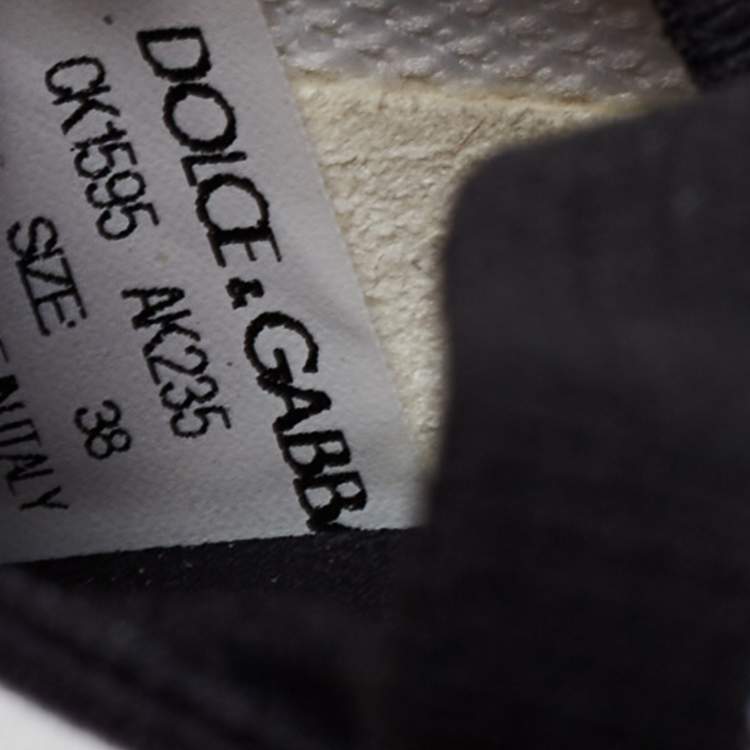 DOLCE & GABB
CK1595 AK235
SIZE: 38
ITALY